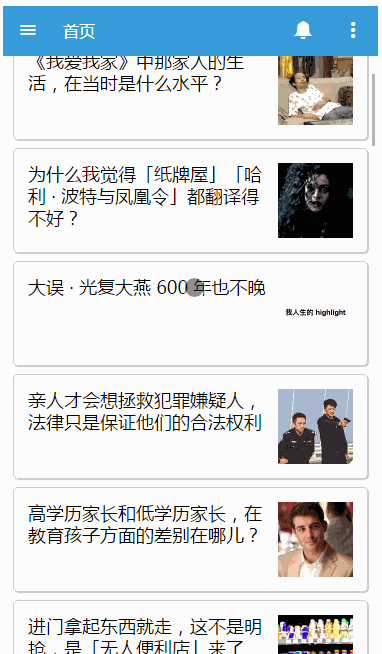 首页
《我爱我家》中那家人的生
活，在当时是什么水平？
为什么我觉得「纸牌屋」「哈
利 · 波特与凤凰令」都翻译得
不好？
大误 · 光复大燕 600 年也不晚
我人生的 highlight
亲人才会想拯救犯罪嫌疑人，
法律只是保证他们的合法权利
高学历家长和低学历家长，在
教育孩子方面的差别在哪儿？
进门拿起东西就走，这不是明
抢，是「无人便利店」来了